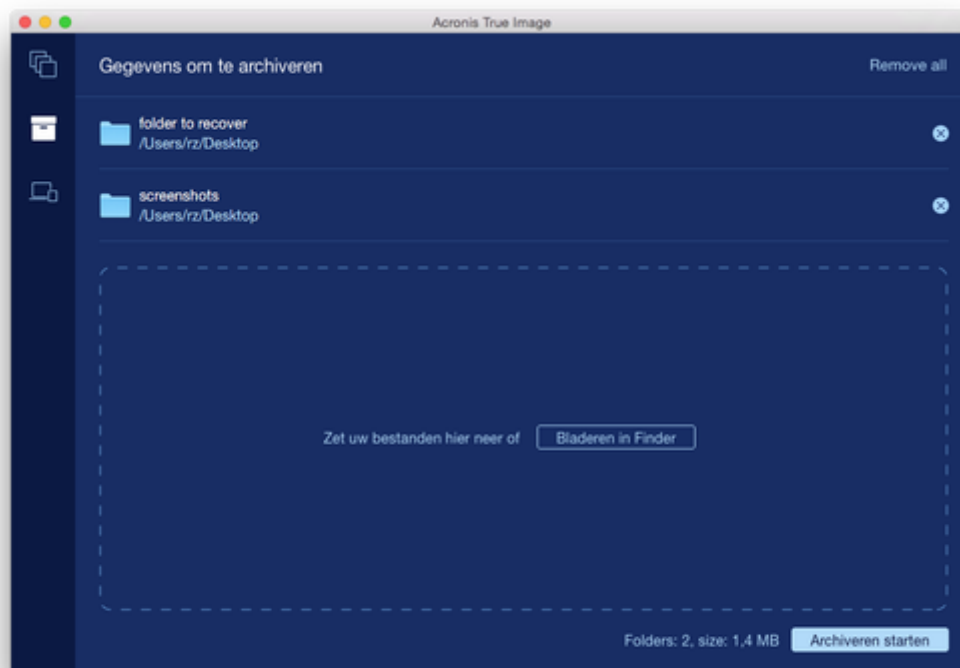 Acronis True Image
Gegevens om te archiveren
Remove all
folder to recover
/Users/rz/Desktop
screenshots
/Users/rz/Desktop
Zet uw bestanden hier neer of
Bladeren in Finder
Folders: 2, size: 1,4 MB
Archiveren starten